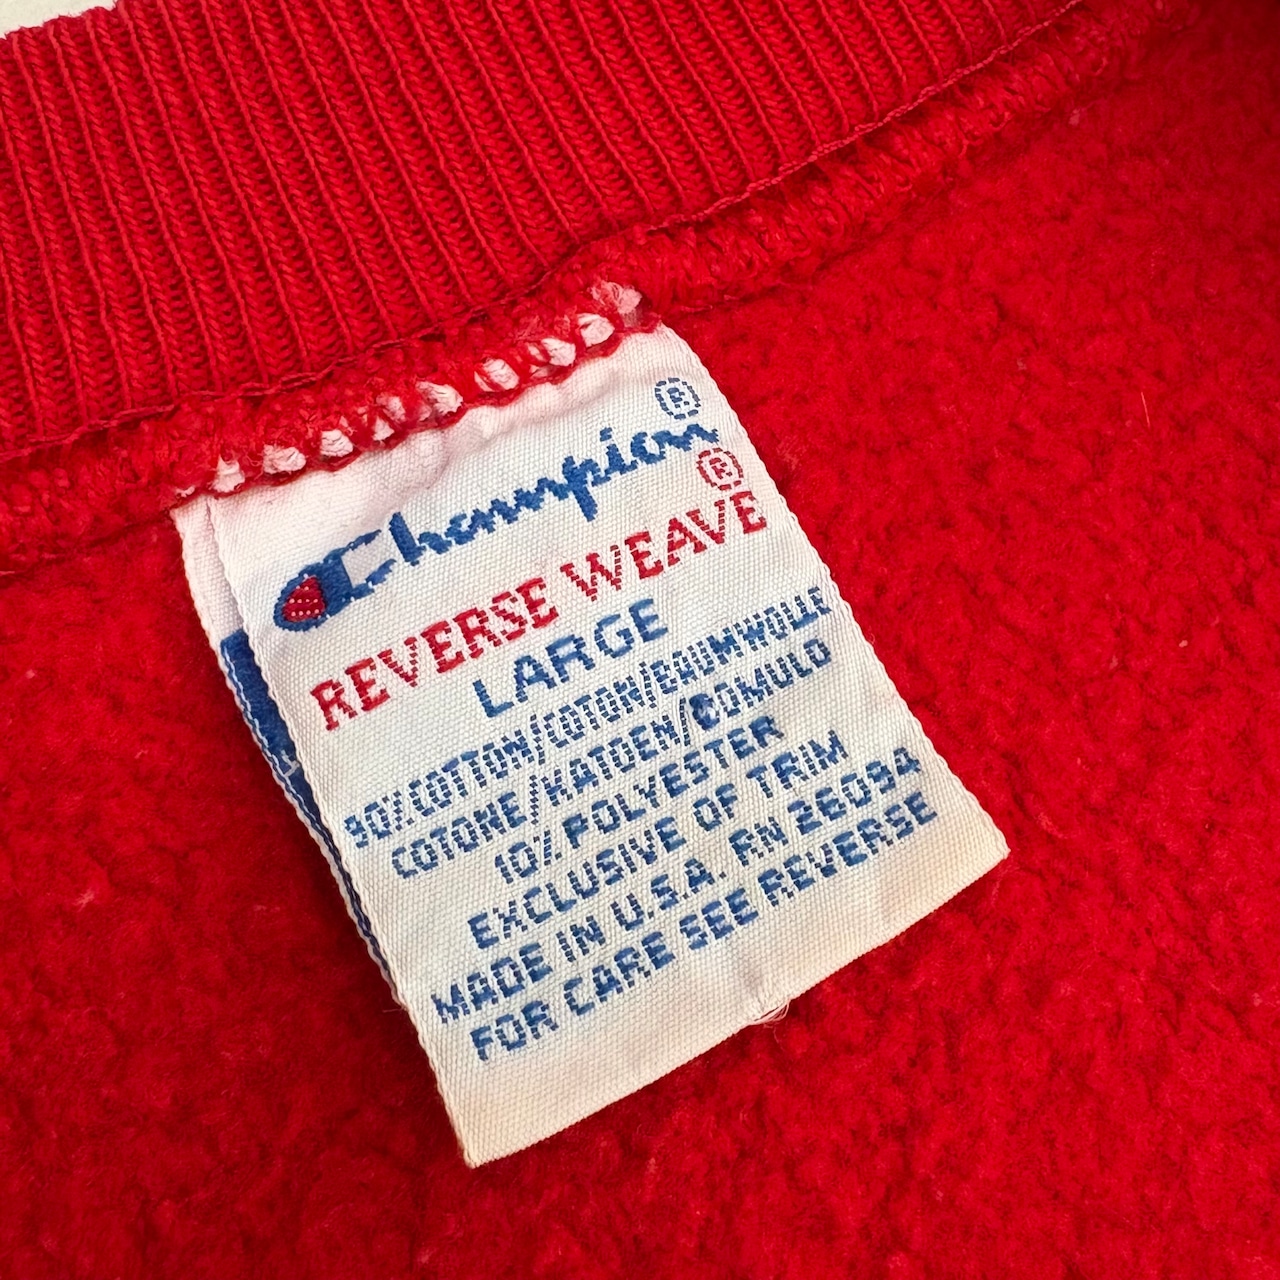 Champion®
REVERSE WEAVE®
LARGE
90% COTTON/COTON/BAUMWOLLE
COTONE/KATOEN/BOMULD
10% POLYESTER
EXCLUSIVE OF TRIM
MADE IN U.S.A. RN 26094
FOR CARE SEE REVERSE